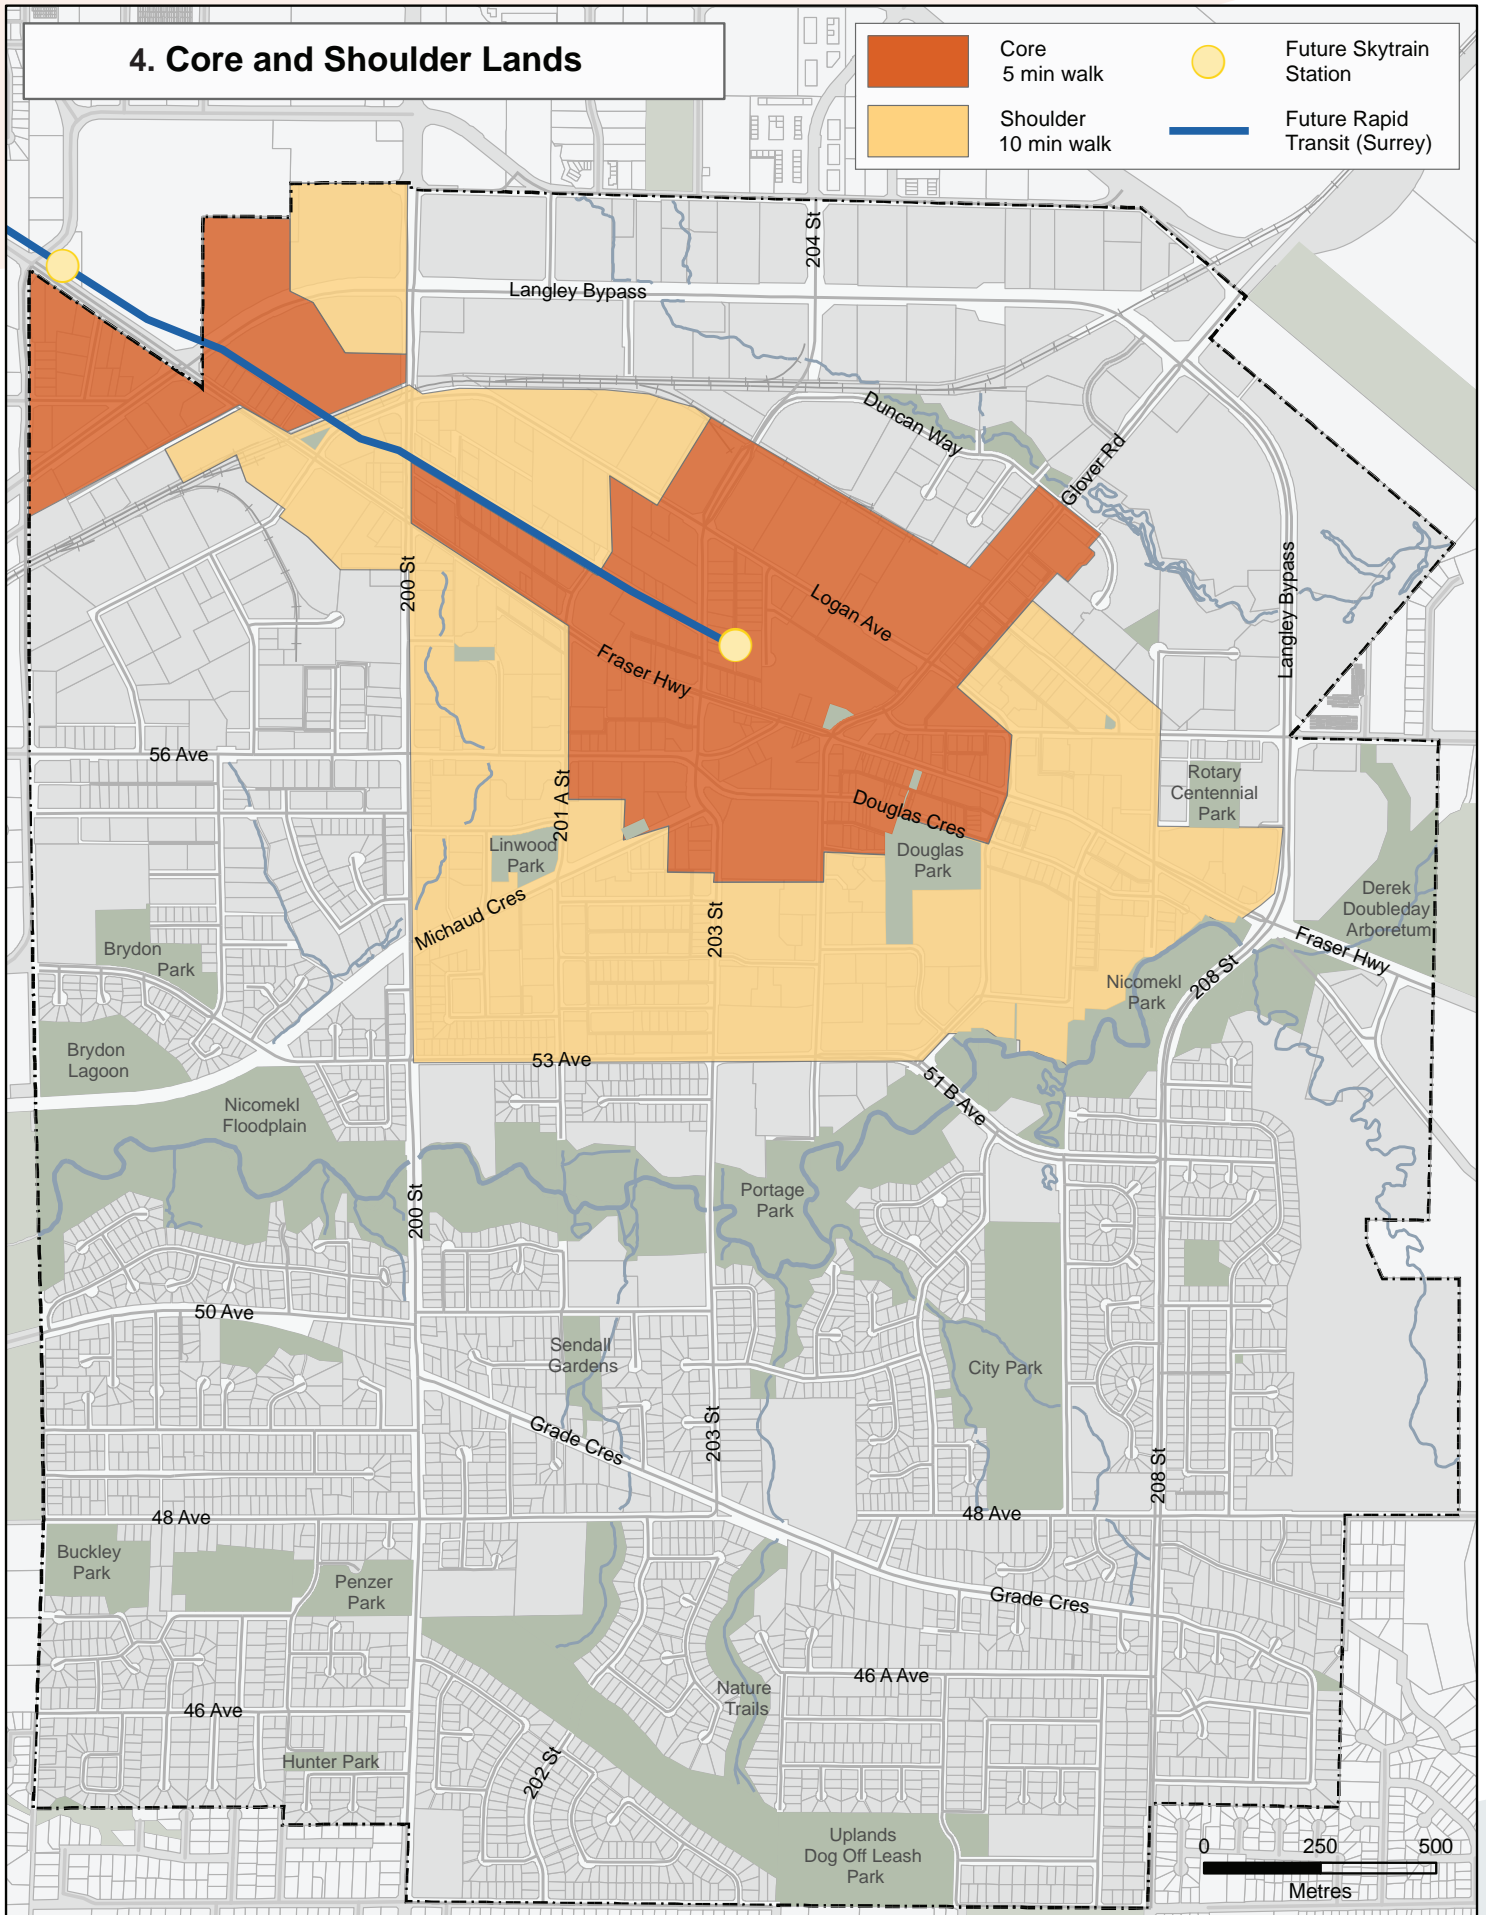 4. Core and Shoulder Lands
Core
5 min walk
Future Skytrain
Station
Shoulder
10 min walk
Future Rapid
Transit (Surrey)
204 St
Langley Bypass
Duncan Way
Glover Rd
200 St
Logan Ave
Langley Bypass
Fraser Hwy
56 Ave
201 A St
Rotary
Centennial
Park
Douglas Cres
Linwood
Park
Douglas
Park
Derek
Doubleday
Arboretum
Michaud Cres
203 St
Brydon
Park
Fraser Hwy
208 St
Nicomekl
Park
Brydon
Lagoon
53 Ave
51 B Ave
Nicomekl
Floodplain
200 St
Portage
Park
50 Ave
Sendall
Gardens
City Park
Grade Cres
203 St
208 St
48 Ave
48 Ave
Buckley
Park
Penzer
Park
Grade Cres
46 A Ave
Nature
Trails
46 Ave
Hunter Park
202 St
Uplands
Dog Off Leash
Park
0 250 500
Metres